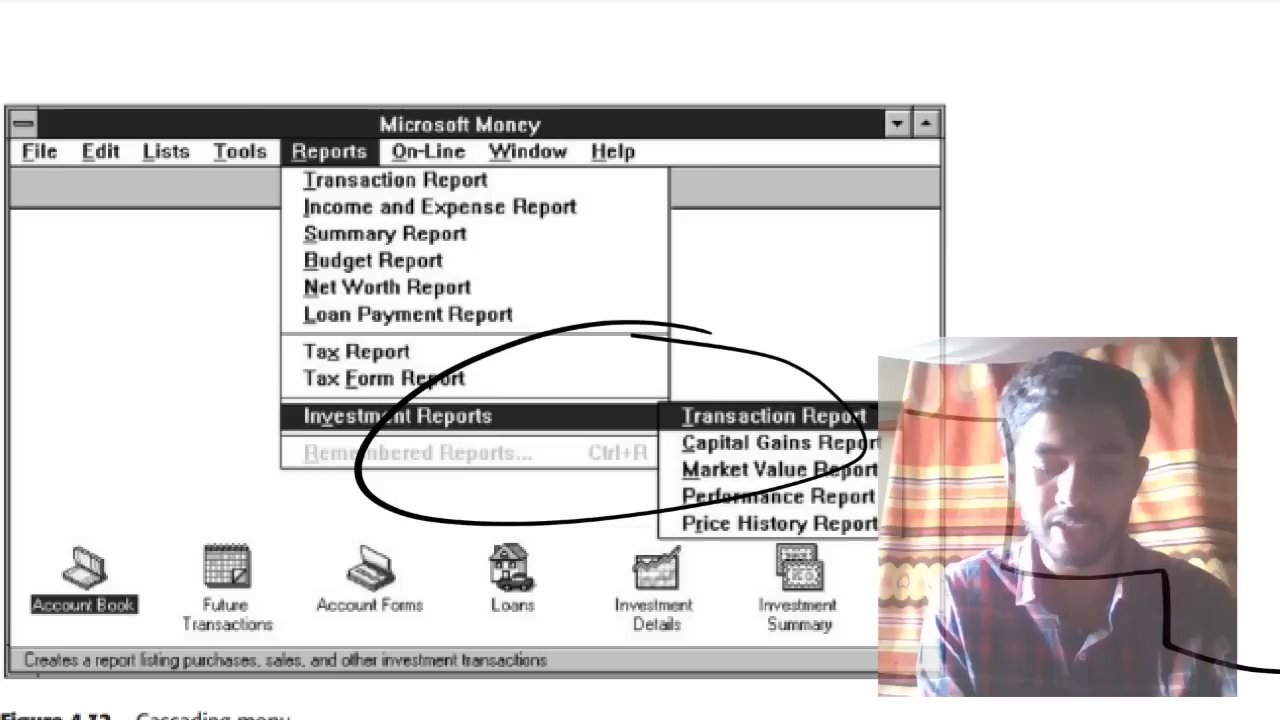 Microsoft Money
File Edit Lists Tools Reports On-Line Window Help
Transaction Report
Income and Expense Report
Summary Report
Budget Report
Net Worth Report
Loan Payment Report
Tax Report
Tax Form Report
Investment Reports
Remembered Reports... Ctrl+R
Transaction Report
Capital Gains Report
Market Value Report
Performance Report
Price History Report
Account Book
Future
Transactions
Account Forms
Loans
Investment
Details
Investment
Summary
Creates a report listing purchases, sales, and other investment transactions
Figure 4.12 Cascading menu